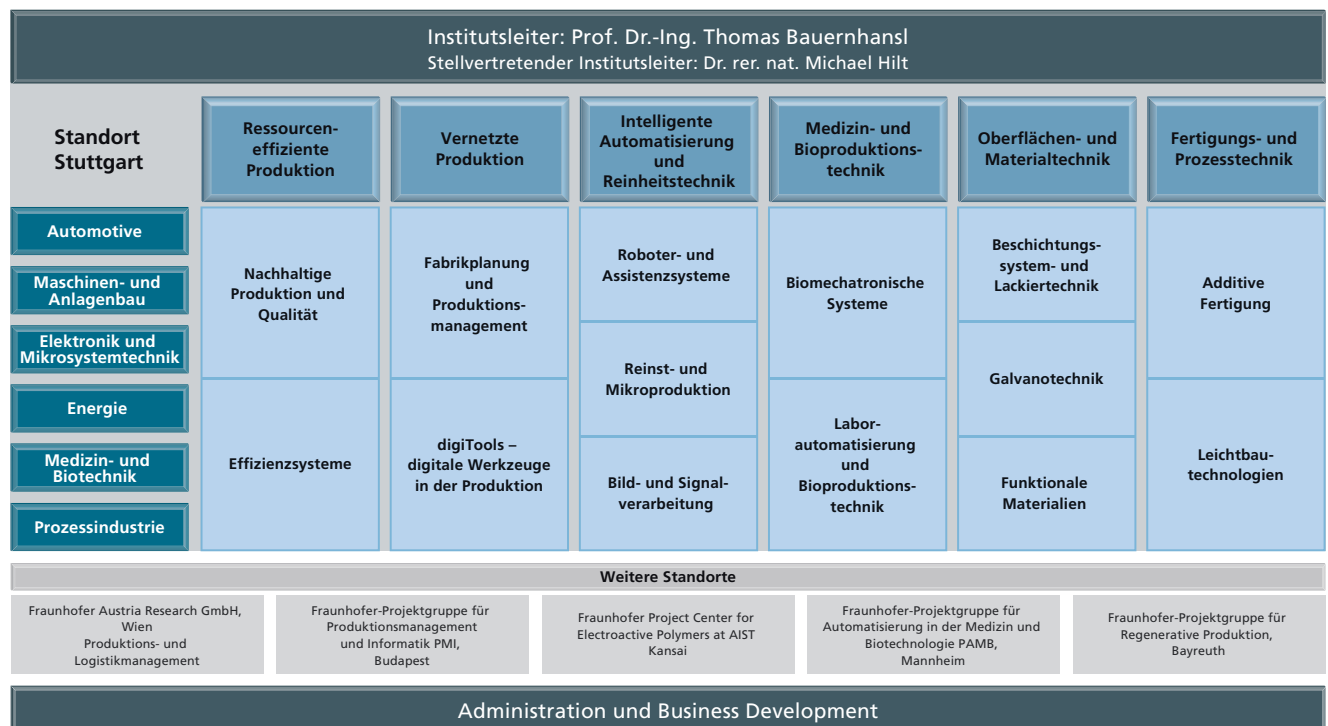 Institutsleiter: Prof. Dr.-Ing. Thomas Bauernhansl
Stellvertretender Institutsleiter: Dr. rer. nat. Michael Hilt
Standort
Stuttgart
Ressourcen-
effiziente
Produktion
Vernetzte
Produktion
Intelligente
Automatisierung
und
Reinheitstechnik
Medizin- und
Bioproduktions-
technik
Oberflächen- und
Materialtechnik
Fertigungs- und
Prozesstechnik
Automotive
Maschinen- und
Anlagenbau
Elektronik und
Mikrosystemtechnik
Energie
Medizin- und
Biotechnik
Prozessindustrie
Nachhaltige
Produktion und
Qualität
Effizienzsysteme
Fabrikplanung
und
Produktions-
management
digiTools –
digitale Werkzeuge
in der Produktion
Roboter- und
Assistenzsysteme
Reinst- und
Mikroproduktion
Bild- und Signal-
verarbeitung
Biomechatronische
Systeme
Labor-
automatisierung
und
Bioproduktions-
technik
Beschichtungs-
system- und
Lackiertechnik
Galvanotechnik
Funktionale
Materialien
Additive
Fertigung
Leichtbau-
technologien
Weitere Standorte
Fraunhofer Austria Research GmbH,
Wien
Produktions- und
Logistikmanagement
Fraunhofer-Projektgruppe für
Produktionsmanagement
und Informatik PMI,
Budapest
Fraunhofer Project Center for
Electroactive Polymers at AIST
Kansai
Fraunhofer-Projektgruppe für
Automatisierung in der Medizin und
Biotechnologie PAMB,
Mannheim
Fraunhofer-Projektgruppe für
Regenerative Produktion,
Bayreuth
Administration und Business Development